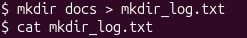 $ mkdir docs > mkdir_log.txt
$ cat mkdir_log.txt